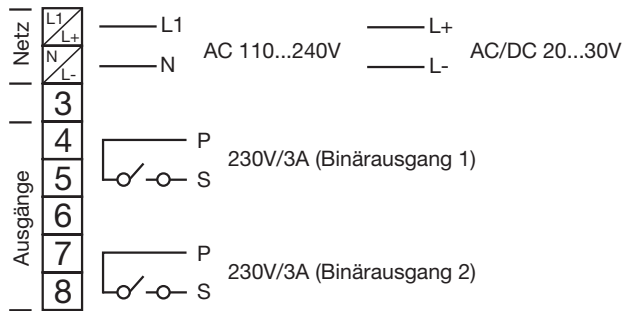 Netz
L1
L+
L1
AC 110...240V
L+
AC/DC 20...30V
N
L-
N
L-
3
Ausgänge
4
P
230V/3A (Binärausgang 1)
5
S
6
7
P
230V/3A (Binärausgang 2)
8
S